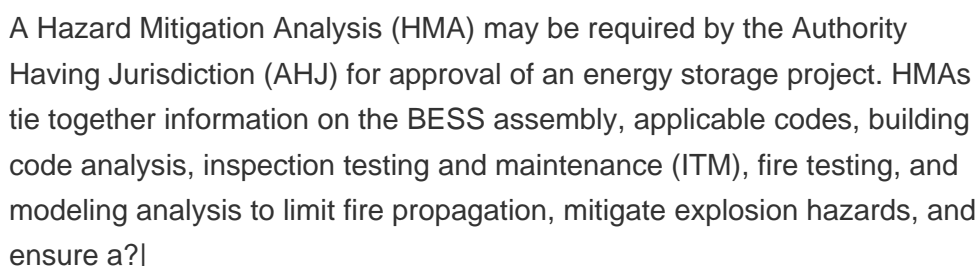 A Hazard Mitigation Analysis (HMA) may be required by the Authority
Having Jurisdiction (AHJ) for approval of an energy storage project. HMAs
tie together information on the BESS assembly, applicable codes, building
code analysis, inspection testing and maintenance (ITM), fire testing, and
modeling analysis to limit fire propagation, mitigate explosion hazards, and
ensure a?|